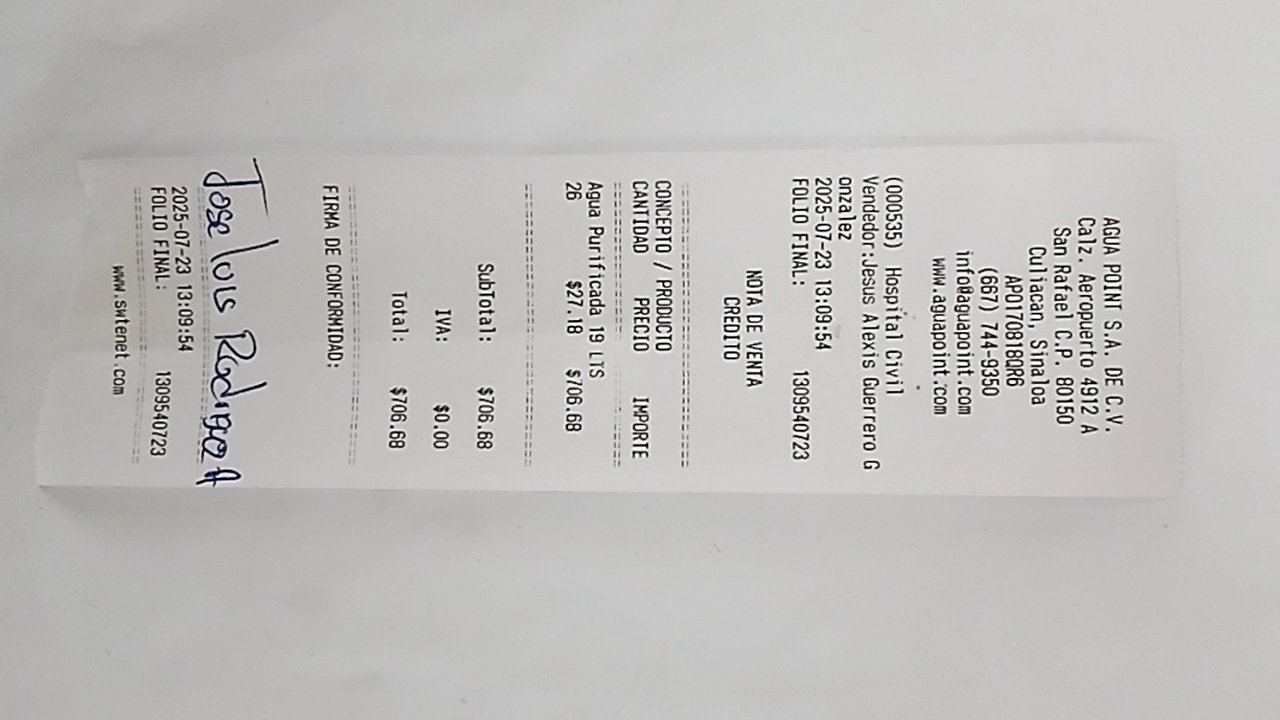 AGUA POINT S.A. DE C.V.
Calz. Aeropuerto 4912 A
San Rafael C.P. 80150
Culiacan, Sinaloa
APO170818QR6
(667) 744-9350
info@aguapoint.com
www.aguapoint.com
(000535) Hospital Civil
Vendedor:Jesus Alexis Guerrero G
onzalez
2025-07-23 13:09:54
FOLIO FINAL: 1309540723
NOTA DE VENTA
CREDITO
CONCEPTO / PRODUCTO
CANTIDAD PRECIO IMPORTE
Agua Purificada 19 LTS
26 $27.18 $706.68
SubTotal: $706.68
IVA: $0.00
Total: $706.68
FIRMA DE CONFORMIDAD:
Jose luis Rodriguez A
2025-07-23 13:09:54
FOLIO FINAL: 1309540723
www.swtenet.com